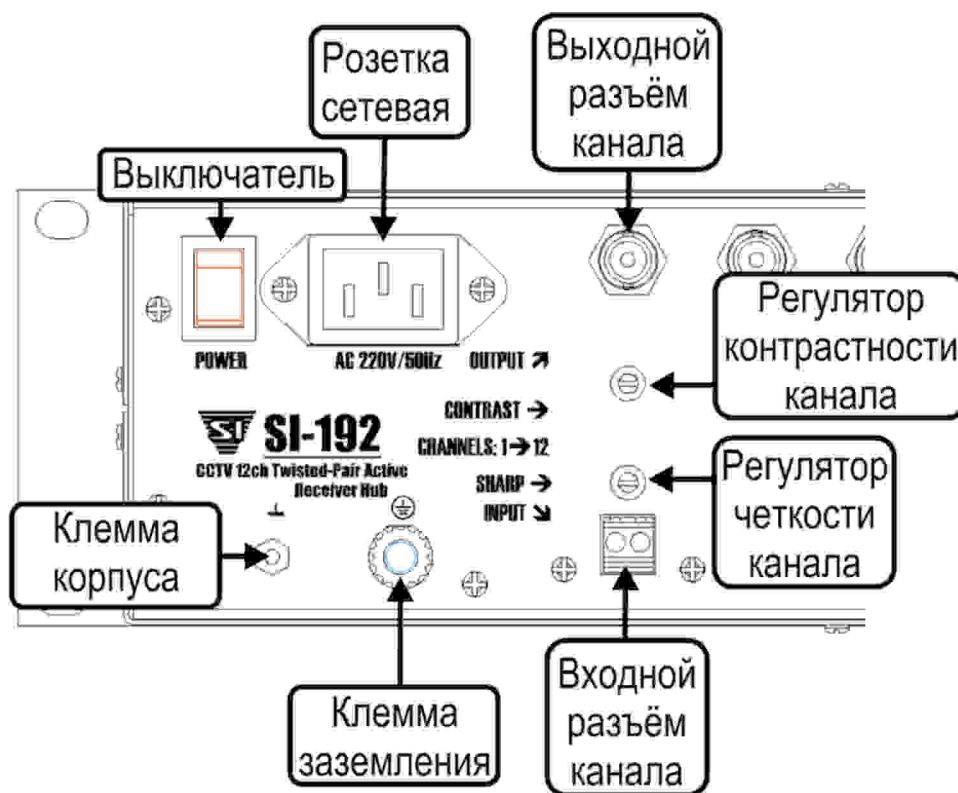 Розетка
сетевая
Выходной
разъём
канала
Выключатель
POWER
AC 220V/50Hz
OUTPUT ↗
Регулятор
контрастности
канала
CONTRAST →
SI
SI-192
CHANNELS: 1→12
CCTV 12ch Twisted-Pair Active
Receiver Hub
SHARP →
INPUT ↘
Регулятор
четкости
канала
Клемма
корпуса
Клемма
заземления
Входной
разъём
канала